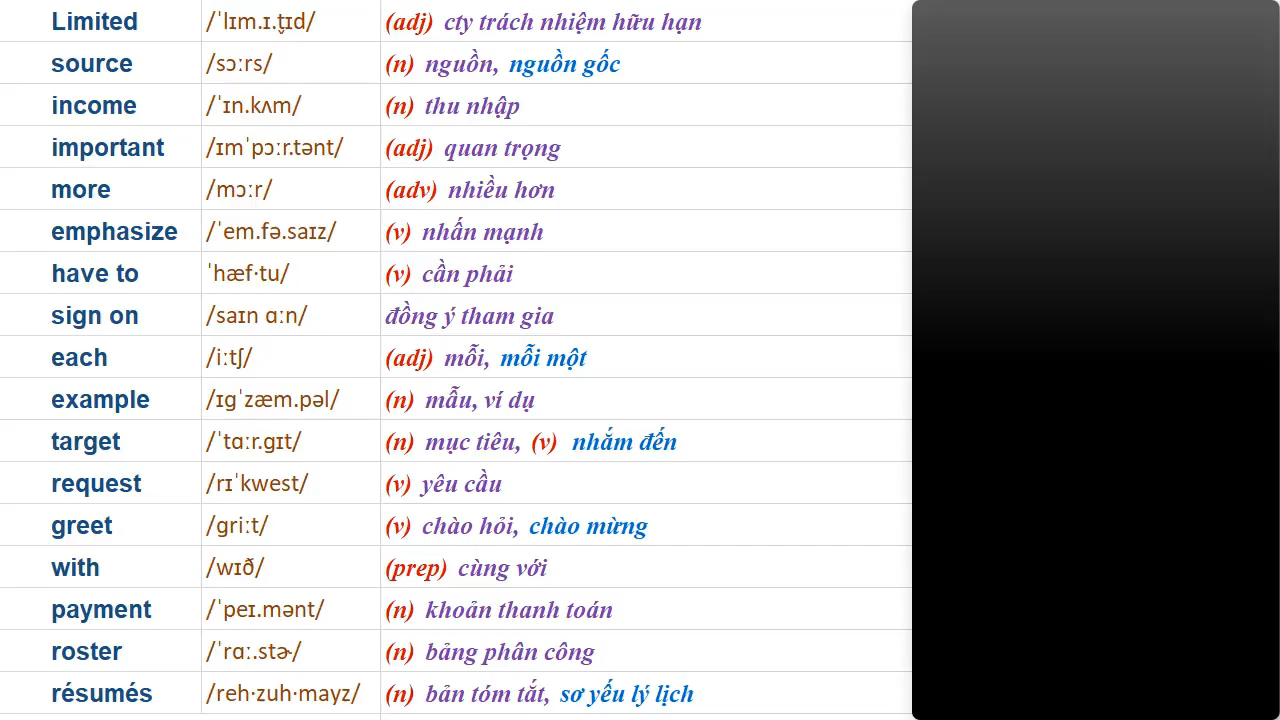 Limited /ˈlɪm.ɪ.t̬ɪd/ (adj) cty trách nhiệm hữu hạn
source /sɔːrs/ (n) nguồn, nguồn gốc
income /ˈɪn.kʌm/ (n) thu nhập
important /ɪmˈpɔːr.tənt/ (adj) quan trọng
more /mɔːr/ (adv) nhiều hơn
emphasize /ˈem.fə.saɪz/ (v) nhấn mạnh
have to ˈhæf·tu/ (v) cần phải
sign on /saɪn ɑːn/ đồng ý tham gia
each /iːtʃ/ (adj) mỗi, mỗi một
example /ɪɡˈzæm.pəl/ (n) mẫu, ví dụ
target /ˈtɑːr.ɡɪt/ (n) mục tiêu, (v) nhắm đến
request /rɪˈkwest/ (v) yêu cầu
greet /ɡriːt/ (v) chào hỏi, chào mừng
with /wɪð/ (prep) cùng với
payment /ˈpeɪ.mənt/ (n) khoản thanh toán
roster /ˈrɑː.stɚ/ (n) bảng phân công
résumés /reh·zuh·mayz/ (n) bản tóm tắt, sơ yếu lý lịch